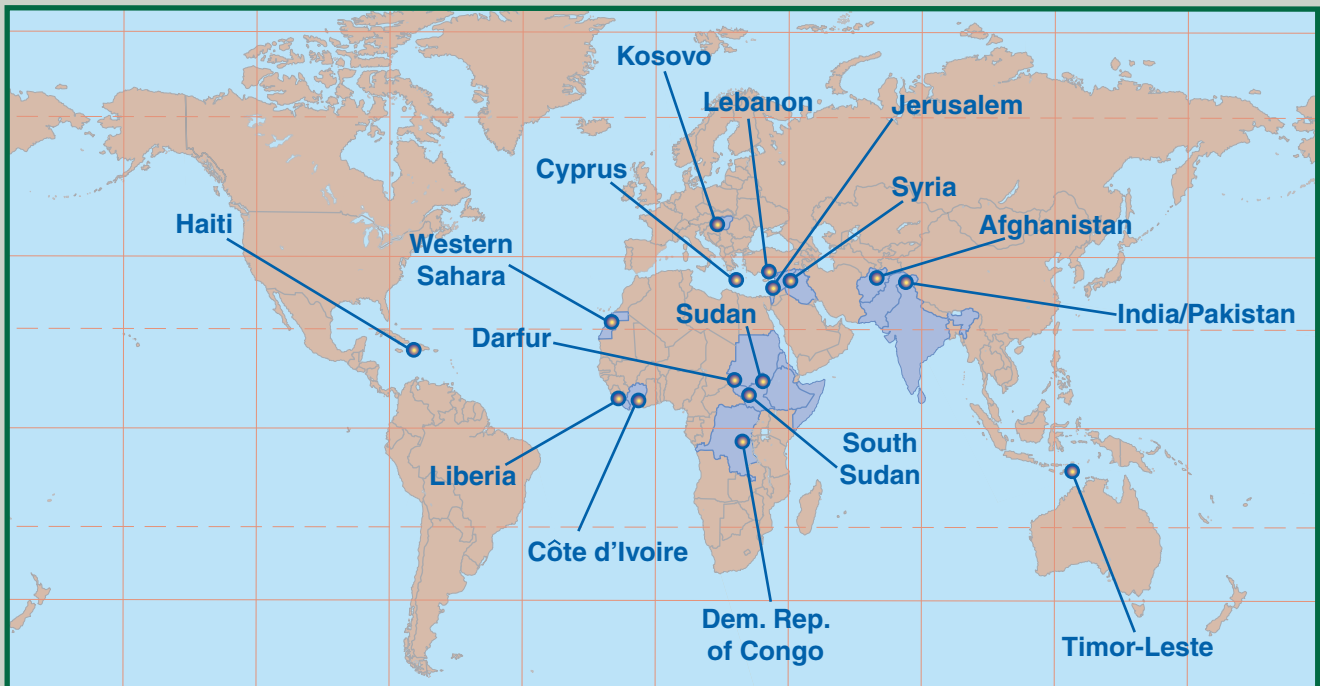 Kosovo
Lebanon
Jerusalem
Cyprus
Syria
Haiti
Western
Sahara
Afghanistan
Sudan
India/Pakistan
Darfur
Liberia
South
Sudan
Côte d’Ivoire
Dem. Rep.
of Congo
Timor-Leste